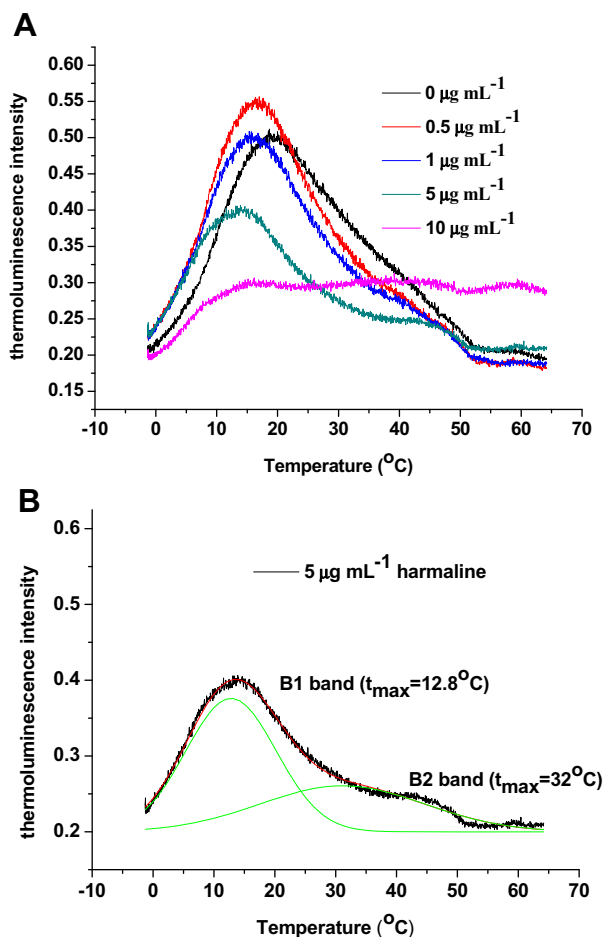 A
thermoluminescence intensity
0.60
0.55
0.50
0.45
0.40
0.35
0.30
0.25
0.20
0.15
0 μg mL⁻¹
0.5 μg mL⁻¹
1 μg mL⁻¹
5 μg mL⁻¹
10 μg mL⁻¹
-10 0 10 20 30 40 50 60 70
Temperature (°C)
B
thermoluminescence intensity
0.6
0.5
0.4
0.3
0.2
5 μg mL⁻¹ harmaline
B1 band (tmax=12.8°C)
B2 band (tmax=32°C)
-10 0 10 20 30 40 50 60 70
Temperature (°C)